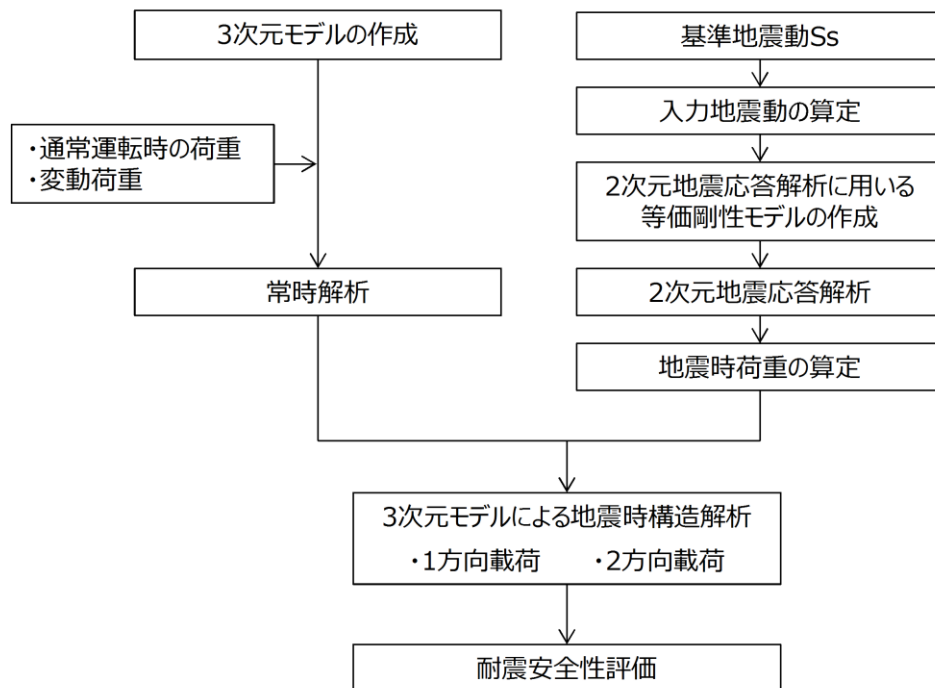 3次元モデルの作成
・通常運転時の荷重
・変動荷重
常時解析
基準地震動Ss
入力地震動の算定
2次元地震応答解析に用いる
等価剛性モデルの作成
2次元地震応答解析
地震時荷重の算定
3次元モデルによる地震時構造解析
・1方向載荷 ・2方向載荷
耐震安全性評価